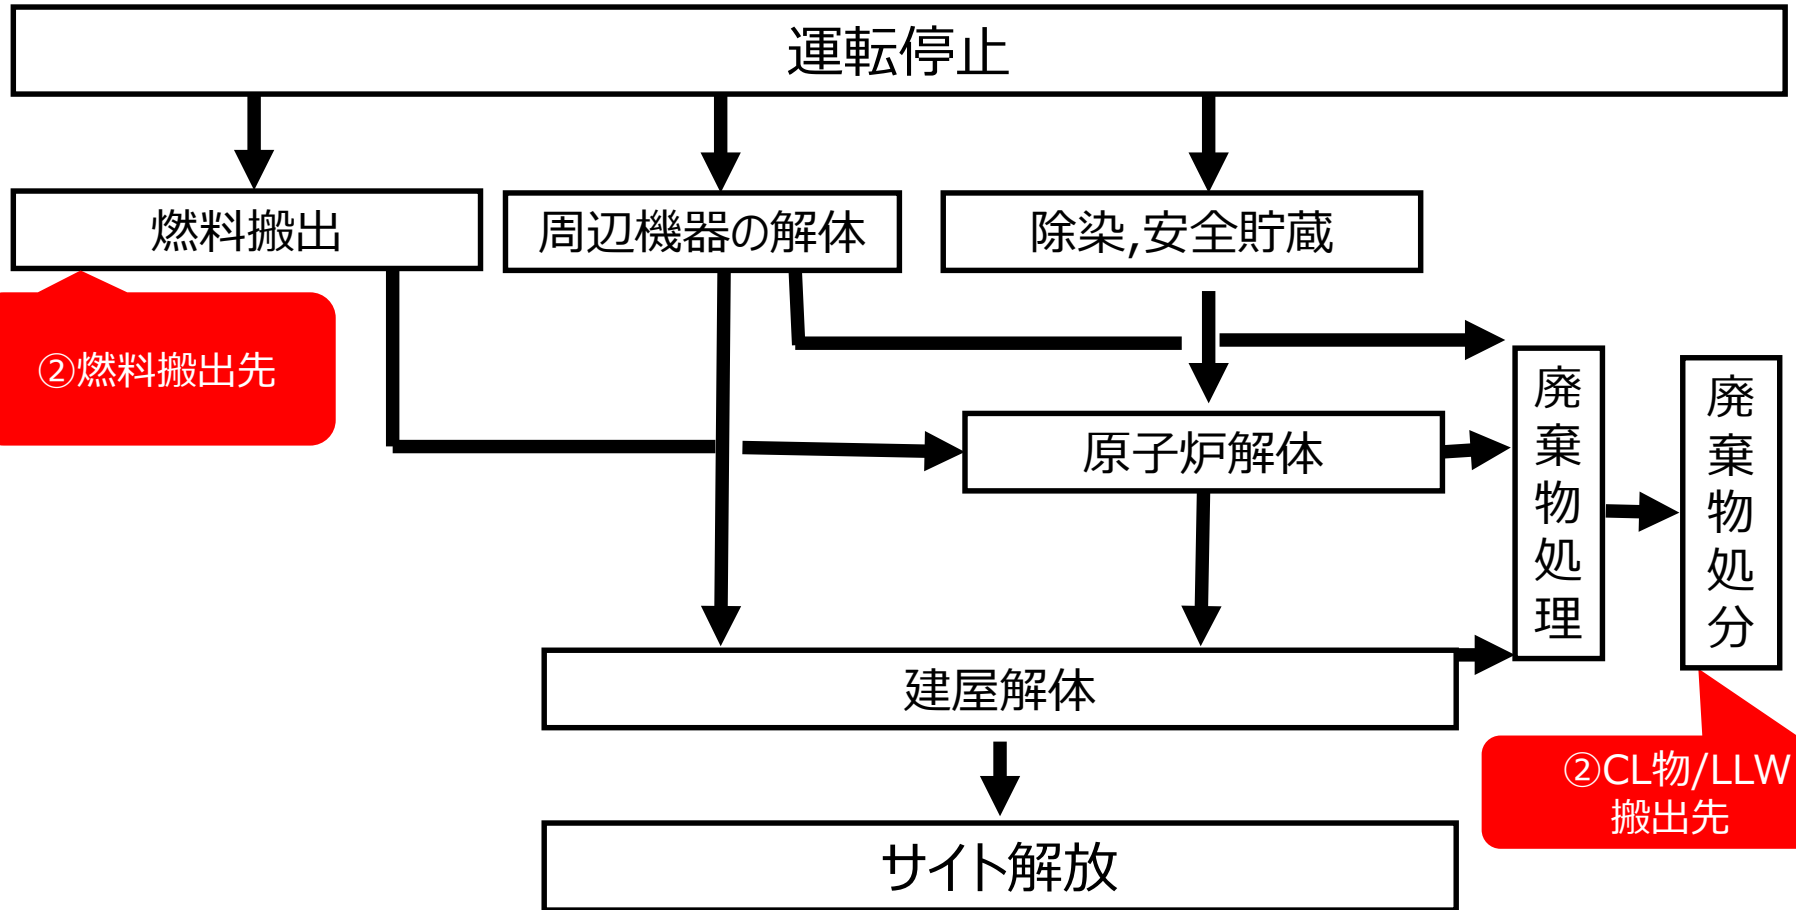 運転停止
燃料搬出
周辺機器の解体
除染,安全貯蔵
②燃料搬出先
原子炉解体
廃棄物処理
廃棄物処分
建屋解体
②CL物/LLW
搬出先
サイト解放